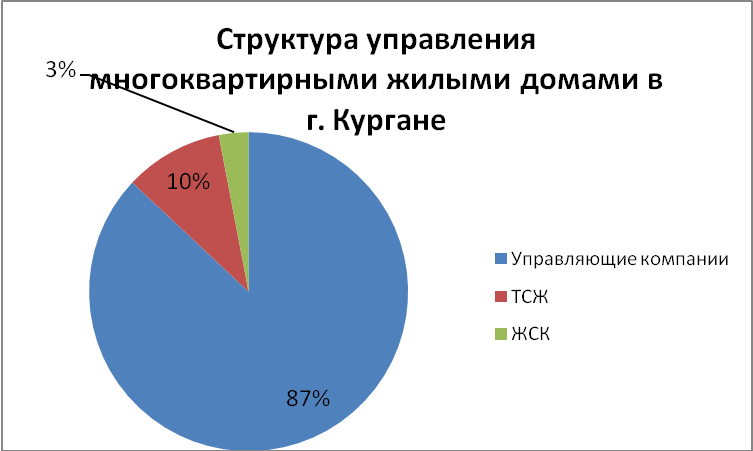 Структура управления
многоквартирными жилыми домами в
г. Кургане
3%
10%
87%
Управляющие компании
ТСЖ
ЖСК